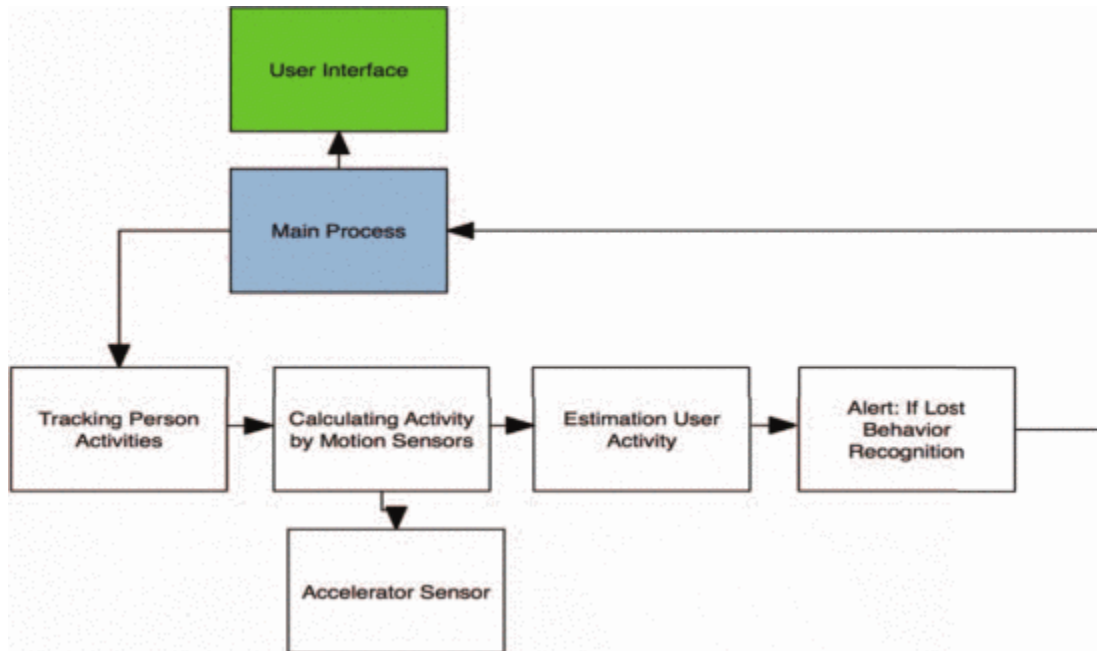 User Interface
Main Process
Tracking Person
Activities
Calculating Activity
by Motion Sensors
Estimation User
Activity
Alert: If Lost
Behavior
Recognition
Accelerator Sensor